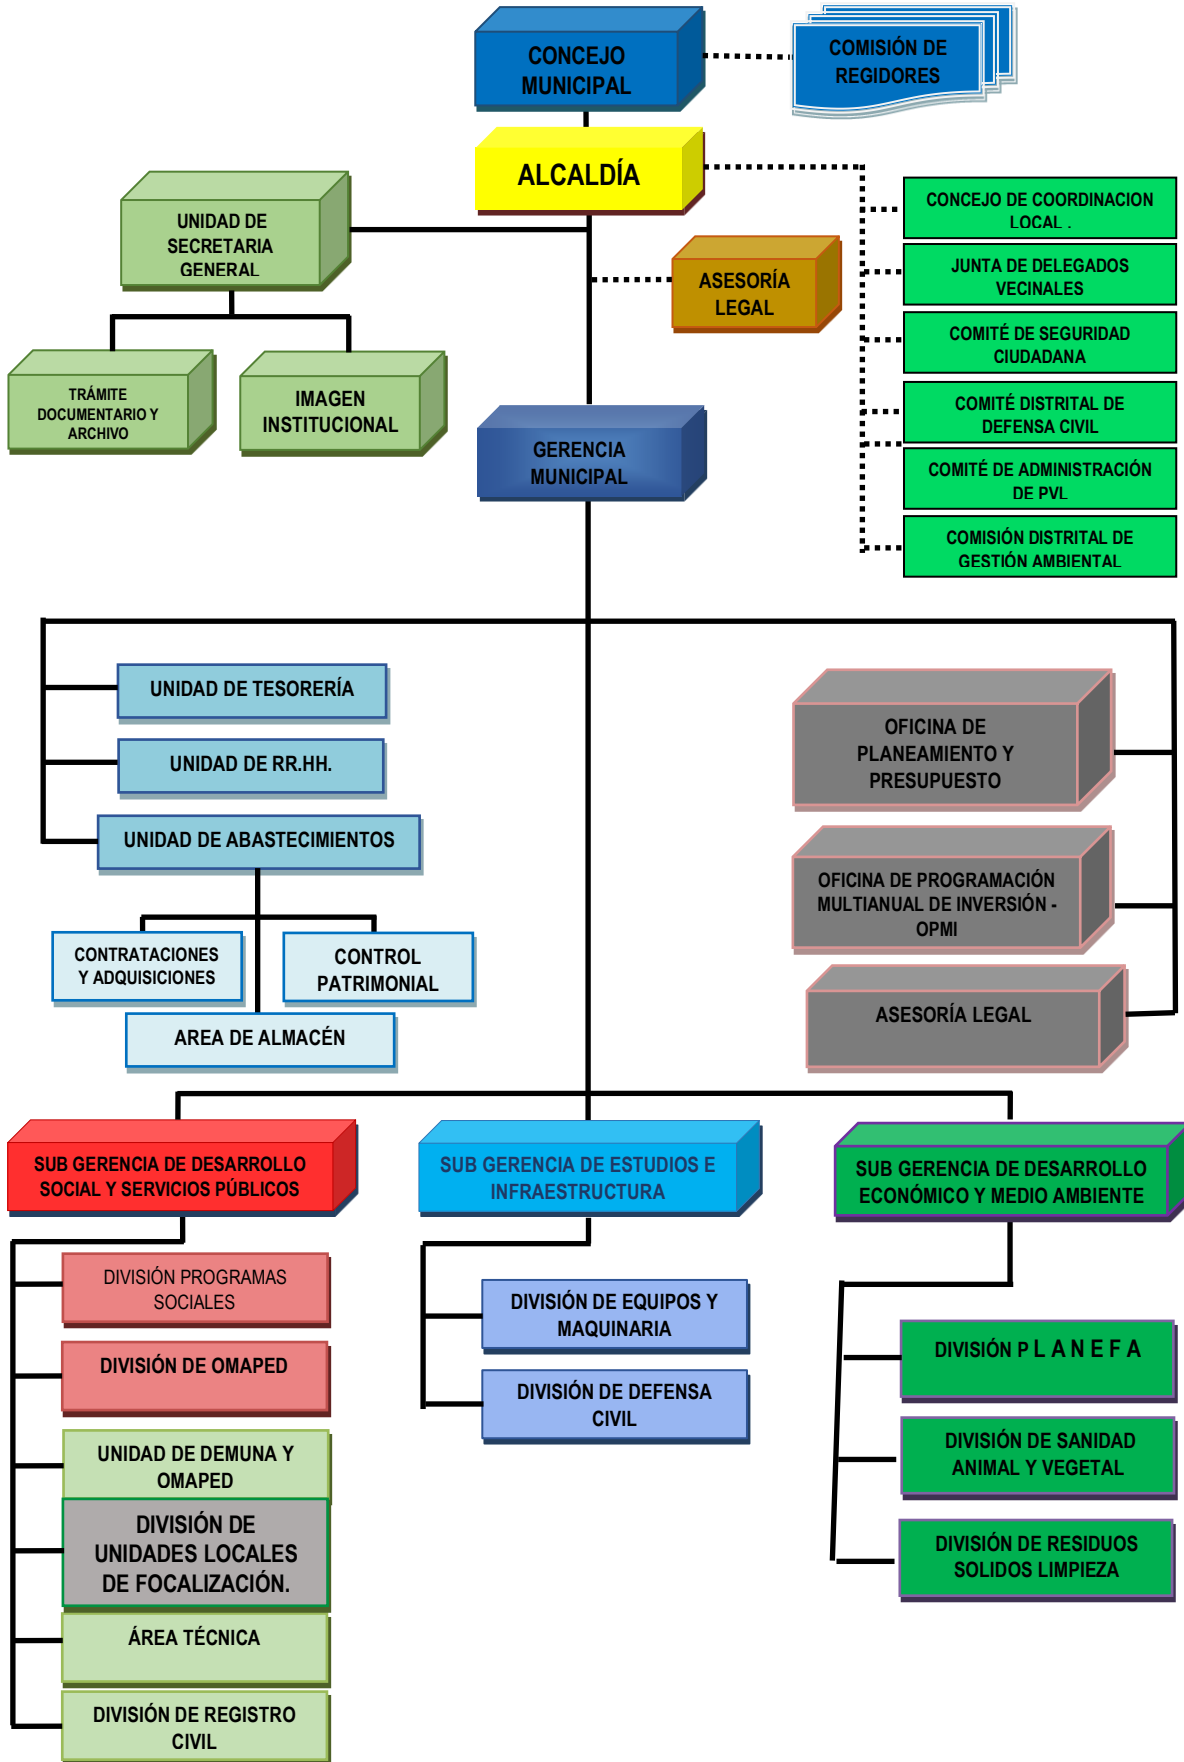 CONCEJO
MUNICIPAL
COMISIÓN DE
REGIDORES
ALCALDÍA
UNIDAD DE
SECRETARIA
GENERAL
CONCEJO DE COORDINACION
LOCAL .
JUNTA DE DELEGADOS
VECINALES
ASESORÍA
LEGAL
COMITÉ DE SEGURIDAD
CIUDADANA
TRÁMITE
DOCUMENTARIO Y
ARCHIVO
IMAGEN
INSTITUCIONAL
COMITÉ DISTRITAL DE
DEFENSA CIVIL
GERENCIA
MUNICIPAL
COMITÉ DE ADMINISTRACIÓN
DE PVL
COMISIÓN DISTRITAL DE
GESTIÓN AMBIENTAL
UNIDAD DE TESORERÍA
UNIDAD DE RR.HH.
UNIDAD DE ABASTECIMIENTOS
CONTRATACIONES
Y ADQUISICIONES
CONTROL
PATRIMONIAL
AREA DE ALMACÉN
OFICINA DE
PLANEAMIENTO Y
PRESUPUESTO
OFICINA DE PROGRAMACIÓN
MULTIANUAL DE INVERSIÓN -
OPMI
ASESORÍA LEGAL
SUB GERENCIA DE DESARROLLO
SOCIAL Y SERVICIOS PÚBLICOS
DIVISIÓN PROGRAMAS
SOCIALES
DIVISIÓN DE OMAPED
UNIDAD DE DEMUNA Y
OMAPED
DIVISIÓN DE
UNIDADES LOCALES
DE FOCALIZACIÓN.
ÁREA TÉCNICA
DIVISIÓN DE REGISTRO
CIVIL
SUB GERENCIA DE ESTUDIOS E
INFRAESTRUCTURA
DIVISIÓN DE EQUIPOS Y
MAQUINARIA
DIVISIÓN DE DEFENSA
CIVIL
SUB GERENCIA DE DESARROLLO
ECONÓMICO Y MEDIO AMBIENTE
DIVISIÓN P L A N E F A
DIVISIÓN DE SANIDAD
ANIMAL Y VEGETAL
DIVISIÓN DE RESIDUOS
SOLIDOS LIMPIEZA